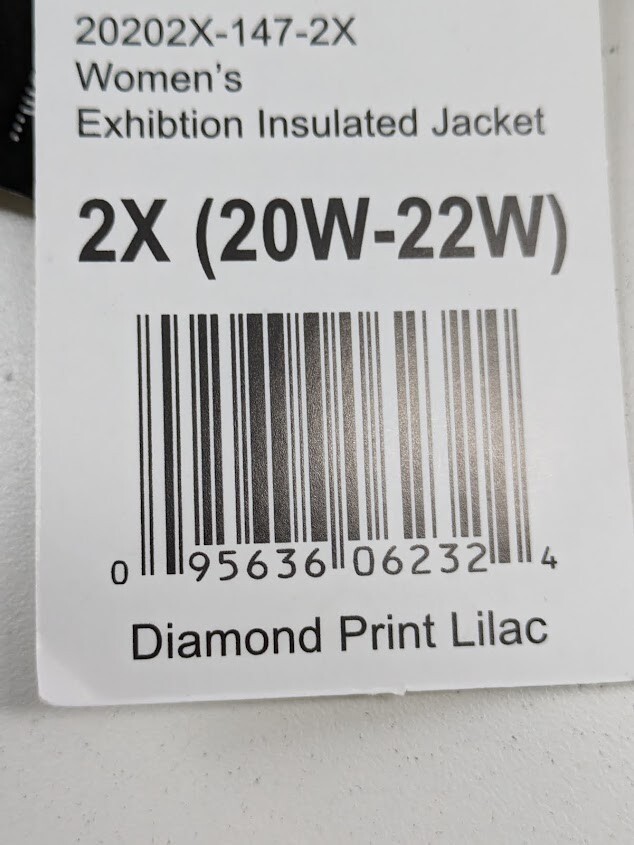 20202X-147-2X
Women's
Exhibtion Insulated Jacket
2X (20W-22W)
0 95636 06232 4
Diamond Print Lilac